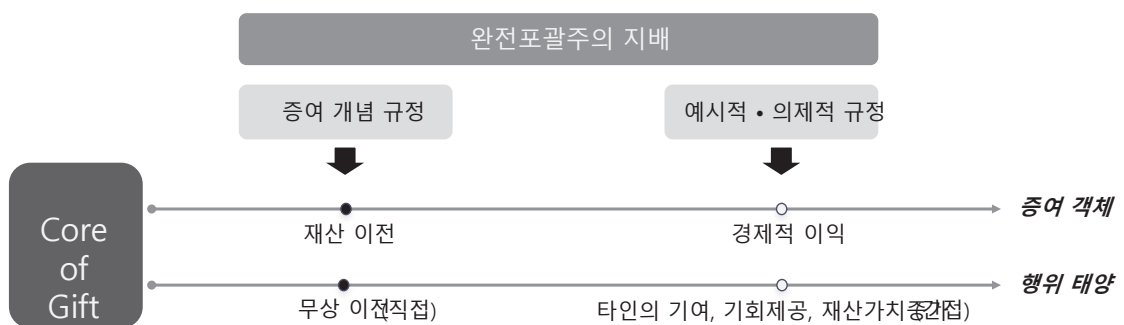 완전포괄주의 지배
증여 개념 규정
예시적 • 의제적 규정
Core
of
Gift
증여 객체
재산 이전
경제적 이익
행위 태양
무상 이전(직접)
타인의 기여, 기회제공, 재산가치증가(간접)